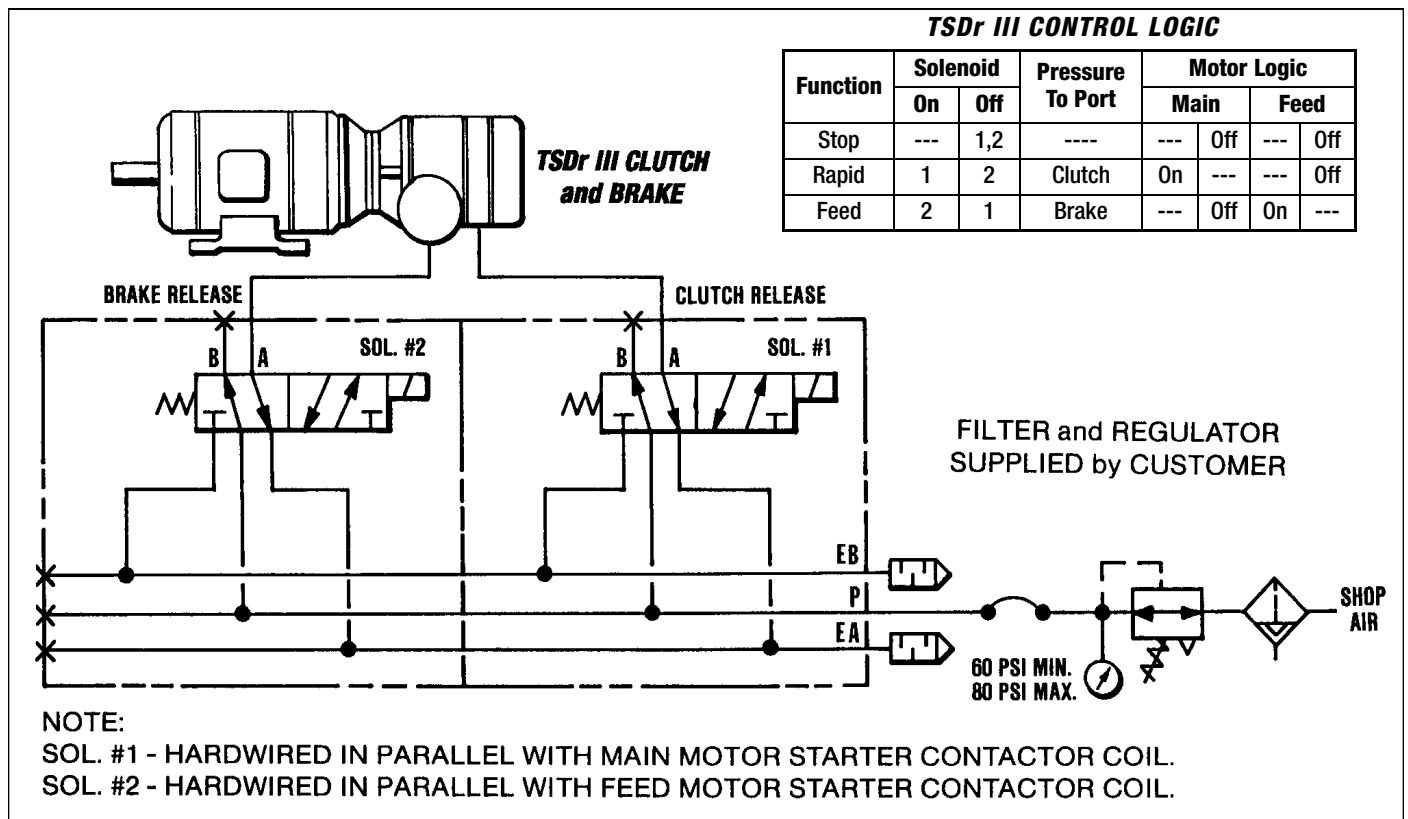 TSDr III CONTROL LOGIC
Function Solenoid Pressure To Port Motor Logic
On Off Main Feed
Stop --- 1,2 ---- --- Off --- Off
Rapid 1 2 Clutch On --- --- Off
Feed 2 1 Brake --- Off On ---
TSDr III CLUTCH
and BRAKE
BRAKE RELEASE
CLUTCH RELEASE
B A SOL. #2
B A SOL. #1
FILTER and REGULATOR
SUPPLIED by CUSTOMER
EB
P
EA
SHOP
AIR
60 PSI MIN.
80 PSI MAX.
NOTE:
SOL. #1 - HARDWIRED IN PARALLEL WITH MAIN MOTOR STARTER CONTACTOR COIL.
SOL. #2 - HARDWIRED IN PARALLEL WITH FEED MOTOR STARTER CONTACTOR COIL.